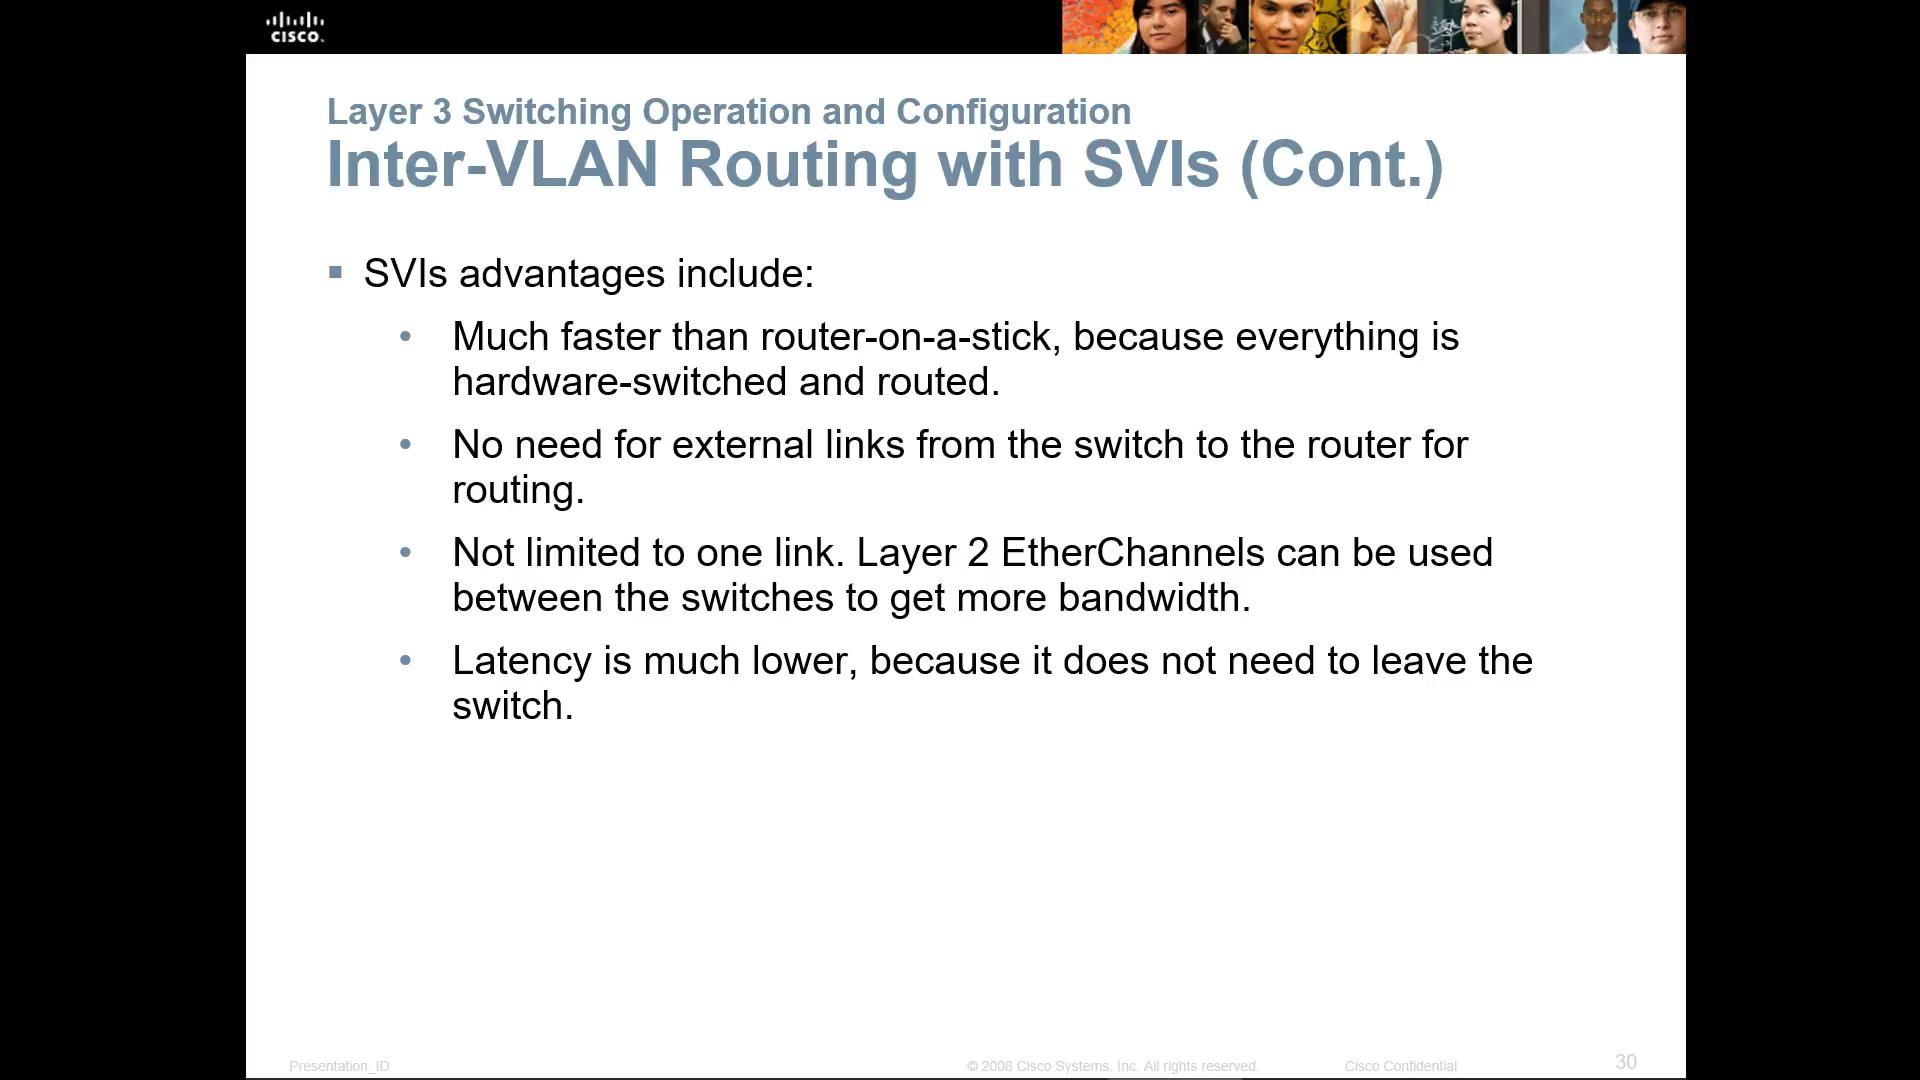 CISCO.
Layer 3 Switching Operation and Configuration
Inter-VLAN Routing with SVIs (Cont.)
SVIs advantages include:
Much faster than router-on-a-stick, because everything is
hardware-switched and routed.
No need for external links from the switch to the router for
routing.
Not limited to one link. Layer 2 EtherChannels can be used
between the switches to get more bandwidth.
Latency is much lower, because it does not need to leave the
switch.
Presentation_ID
© 2008 Cisco Systems, Inc. All rights reserved.
Cisco Confidential
30